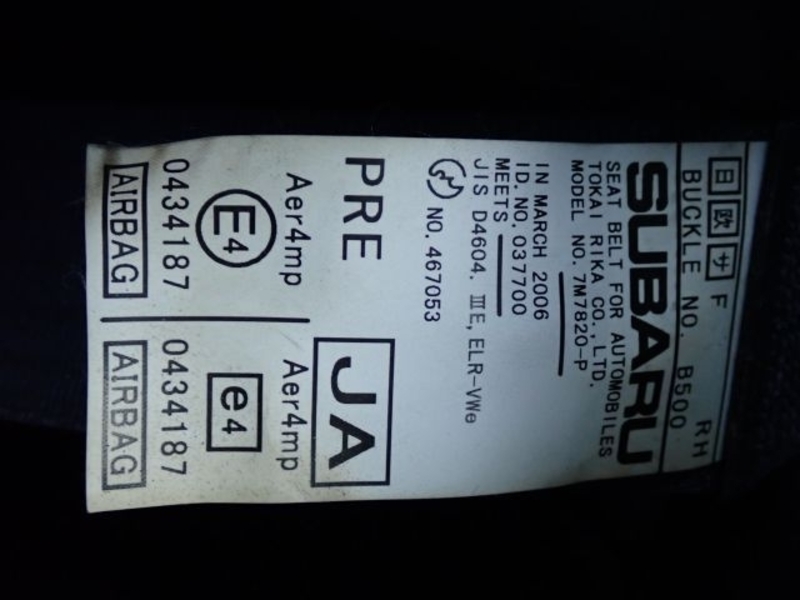 日 欧 サ F RH
BUCKLE NO. B500
SUBARU
SEAT BELT FOR AUTOMOBILES
TOKAI RIKA CO., LTD.
MODEL NO. 7M7820-P
IN MARCH 2006
ID. NO. 037700
MEETS
JIS D4604. ⅢE, ELR-VWe
NO. 467053
PRE JA
Aer4mp Aer4mp
E4 e4
0434187 0434187
AIRBAG AIRBAG